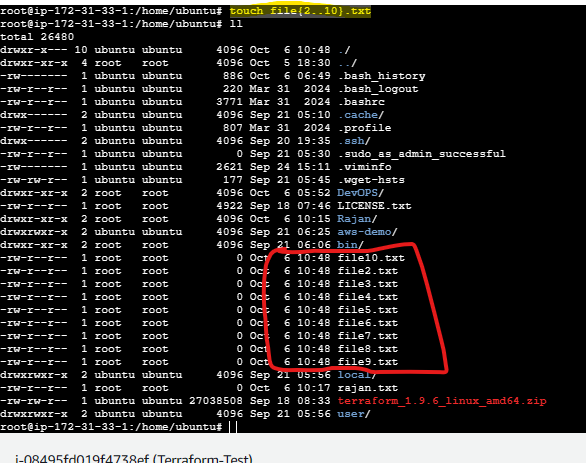 root@ip-172-31-33-1:/home/ubuntu# touch file{2..10}.txt
root@ip-172-31-33-1:/home/ubuntu# ll
total 26480
drwxr-x--- 10 ubuntu ubuntu     4096 Oct  6 10:48 ./
drwxr-xr-x  4 root   root       4096 Oct  5 18:30 ../
-rw-------  1 ubuntu ubuntu      886 Oct  6 06:49 .bash_history
-rw-r--r--  1 ubuntu ubuntu      220 Mar 31  2024 .bash_logout
-rw-r--r--  1 ubuntu ubuntu     3771 Mar 31  2024 .bashrc
drwx------  2 ubuntu ubuntu     4096 Sep 21 05:10 .cache/
-rw-r--r--  1 ubuntu ubuntu      807 Mar 31  2024 .profile
drwx------  2 ubuntu ubuntu     4096 Sep 20 19:35 .ssh/
-rw-r--r--  1 ubuntu ubuntu        0 Sep 21 05:30 .sudo_as_admin_successful
-rw-------  1 ubuntu ubuntu     2621 Sep 24 15:11 .viminfo
-rw-rw-r--  1 ubuntu ubuntu      177 Sep 21 05:45 .wget-hsts
drwxr-xr-x  2 root   root       4096 Oct  6 05:52 DevOPS/
-rw-r--r--  1 root   root       4922 Sep 18 07:46 LICENSE.txt
drwxr-xr-x  2 root   root       4096 Oct  6 10:15 Rajan/
drwxrwxr-x  2 ubuntu ubuntu     4096 Sep 21 06:25 aws-demo/
drwxrwxr-x  2 root   root       4096 Sep 21 06:06 bin/
-rw-r--r--  1 root   root          0 Oct  6 10:48 file10.txt
-rw-r--r--  1 root   root          0 Oct  6 10:48 file2.txt
-rw-r--r--  1 root   root          0 Oct  6 10:48 file3.txt
-rw-r--r--  1 root   root          0 Oct  6 10:48 file4.txt
-rw-r--r--  1 root   root          0 Oct  6 10:48 file5.txt
-rw-r--r--  1 root   root          0 Oct  6 10:48 file6.txt
-rw-r--r--  1 root   root          0 Oct  6 10:48 file7.txt
-rw-r--r--  1 root   root          0 Oct  6 10:48 file8.txt
-rw-r--r--  1 root   root          0 Oct  6 10:48 file9.txt
drwxrwxr-x  2 root   root       4096 Sep 21 05:56 local/
-rw-r--r--  1 root   root          0 Oct  6 10:17 rajan.txt
-rw-rw-r--  1 ubuntu ubuntu 27038508 Sep 18 08:33 terraform_1.9.6_linux_amd64.zip
drwxrwxr-x  2 root   root       4096 Sep 21 05:56 user/
root@ip-172-31-33-1:/home/ubuntu#
i-08495fd019f4738ef (Terraform-Test)